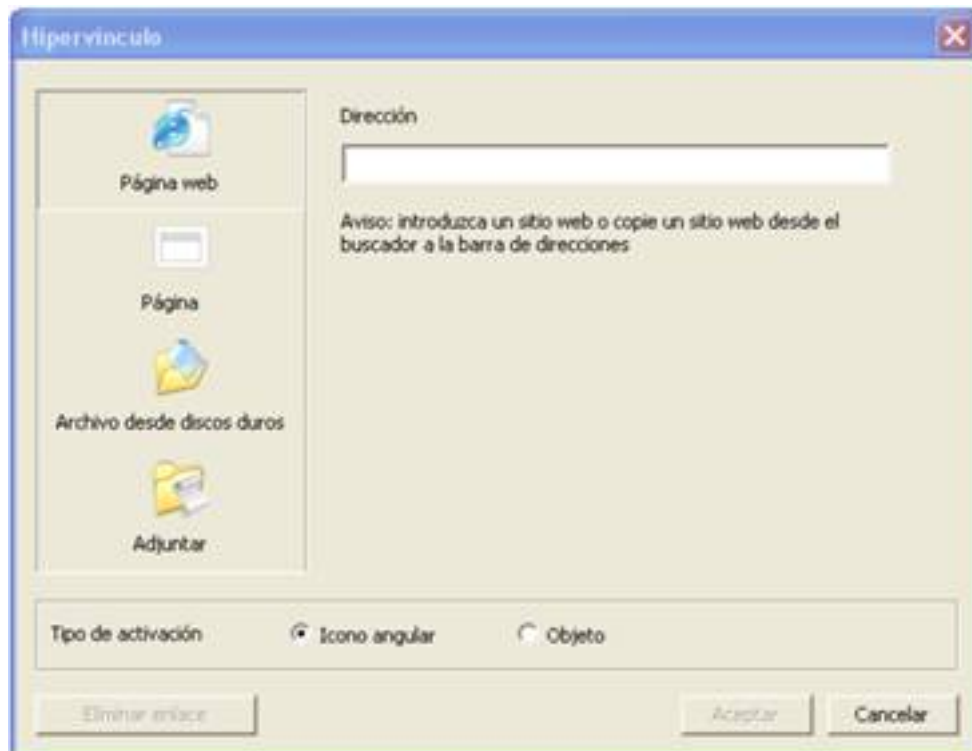 Hipervínculo
Página web
Página
Archivo desde discos duros
Adjuntar
Dirección
Aviso: introduzca un sitio web o copie un sitio web desde el
buscador a la barra de direcciones
Tipo de activación
Icono angular
Objeto
Eliminar enlace
Aceptar
Cancelar